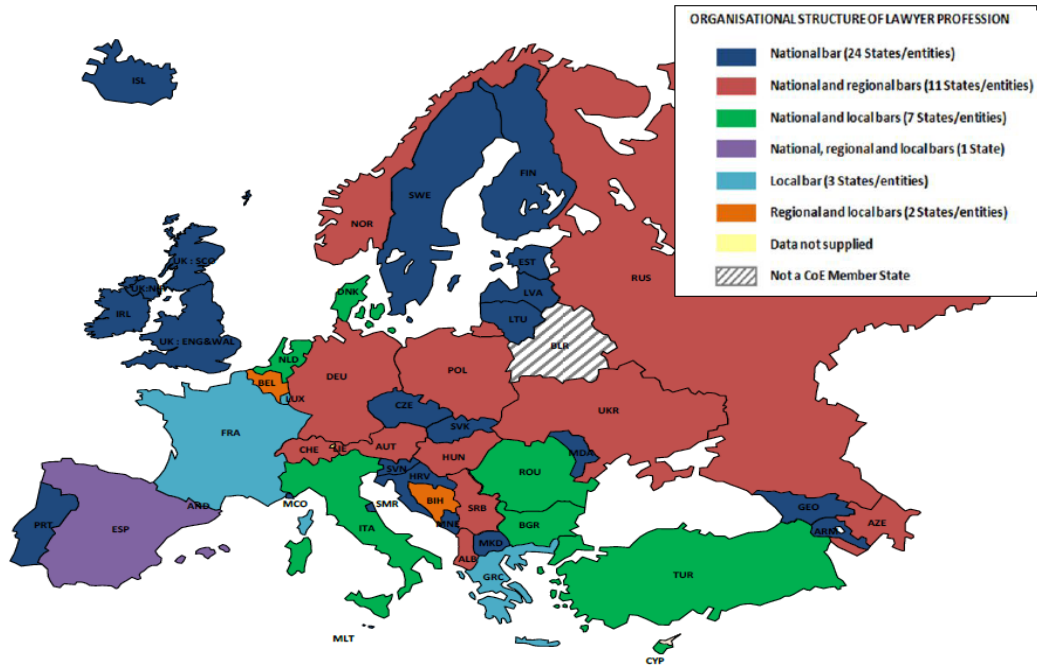 ORGANISATIONAL STRUCTURE OF LAWYER PROFESSION
National bar (24 States/entities)
National and regional bars (11 States/entities)
National and local bars (7 States/entities)
National, regional and local bars (1 State)
Local bar (3 States/entities)
Regional and local bars (2 States/entities)
Data not supplied
Not a CoE Member State
ISL
FIN
SWE
NOR
UK : SCO
EST
RUS
UK:NIR
DNK
LVA
IRL
LTU
UK : ENG&WAL
BLR
NLD
DEU
POL
BEL
LUX
CZE
UKR
SVK
FRA
CHE
LIE
AUT
HUN
MDA
SVN
HRV
ROU
AND
MCO
SMR
BIH
SRB
GEO
PRT
ESP
ITA
MNE
BGR
AZE
ARM
MKD
ALB
GRC
TUR
MLT
CYP